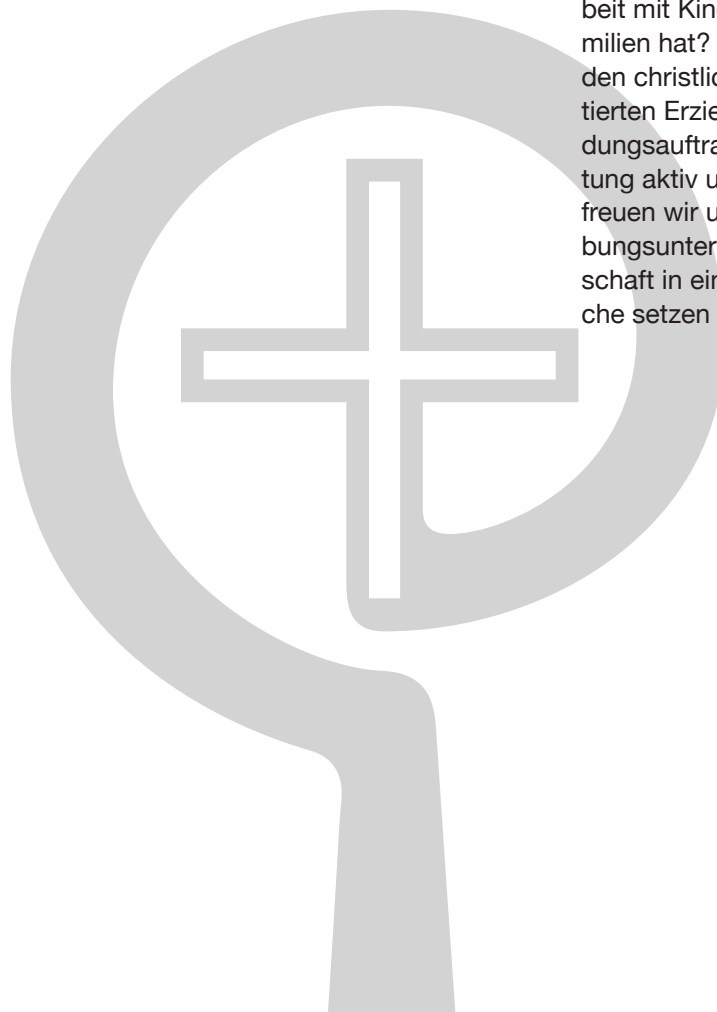 beit mit Kin
milien hat?
den christlic
tierten Erzie
dungsauftra
tung aktiv u
freuen wir u
bungsunter
schaft in ein
che setzen